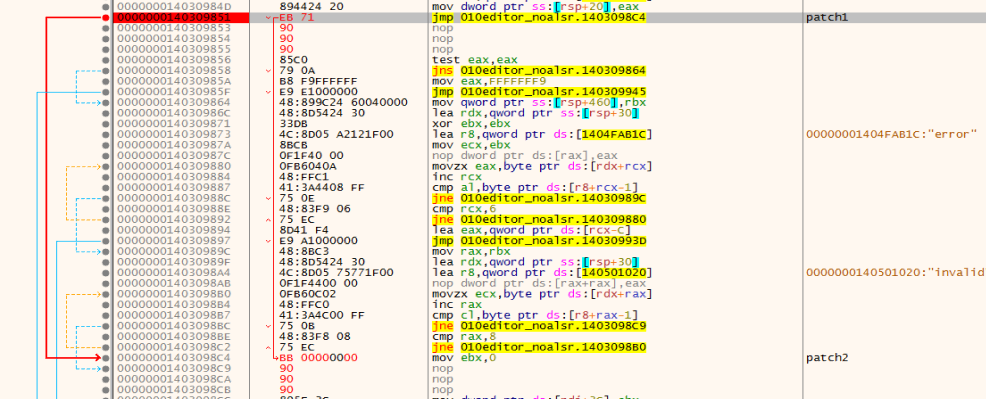 000000014030984D 894424 20 mov dword ptr ss:[rsp+20],eax
0000000140309851 EB 71 jmp 010editor_noalsr.1403098C4 patch1
0000000140309853 90 nop
0000000140309854 90 nop
0000000140309855 90 nop
0000000140309856 85C0 test eax,eax
0000000140309858 79 0A jns 010editor_noalsr.140309864
000000014030985A B8 F9FFFFFF mov eax,FFFFFFF9
000000014030985F E9 E1000000 jmp 010editor_noalsr.140309945
0000000140309864 48:899C24 60040000 mov qword ptr ss:[rsp+460],rbx
000000014030986C 48:8D5424 30 lea rdx,qword ptr ss:[rsp+30]
0000000140309871 33DB xor ebx,ebx
0000000140309873 4C:8D05 A2121F00 lea r8,qword ptr ds:[1404FAB1C] 00000001404FAB1C:"error"
000000014030987A 8BCB mov ecx,ebx
000000014030987C 0F1F40 00 nop dword ptr ds:[rax],eax
0000000140309880 0FB6040A movzx eax,byte ptr ds:[rdx+rcx]
0000000140309884 48:FFC1 inc rcx
0000000140309887 41:3A4408 FF cmp al,byte ptr ds:[r8+rcx-1]
000000014030988C 75 0E jne 010editor_noalsr.14030989C
000000014030988E 48:83F9 06 cmp rcx,6
0000000140309892 75 EC jne 010editor_noalsr.140309880
0000000140309894 8D41 F4 lea eax,qword ptr ds:[rcx-C]
0000000140309897 E9 A1000000 jmp 010editor_noalsr.14030993D
000000014030989C 48:8BC3 mov rax,rbx
000000014030989F 48:8D5424 30 lea rdx,qword ptr ss:[rsp+30]
00000001403098A4 4C:8D05 75771F00 lea r8,qword ptr ds:[140501020] 0000000140501020:"invalid
00000001403098AB 0F1F4400 00 nop dword ptr ds:[rax+rax],eax
00000001403098B0 0FB60C02 movzx ecx,byte ptr ds:[rdx+rax]
00000001403098B4 48:FFC0 inc rax
00000001403098B7 41:3A4C00 FF cmp cl,byte ptr ds:[r8+rax-1]
00000001403098BC 75 0B jne 010editor_noalsr.1403098C9
00000001403098BE 48:83F8 08 cmp rax,8
00000001403098C2 75 EC jne 010editor_noalsr.1403098B0
00000001403098C4 BB 00000000 mov ebx,0 patch2
00000001403098C9 90 nop
00000001403098CA 90 nop
00000001403098CB 90 nop